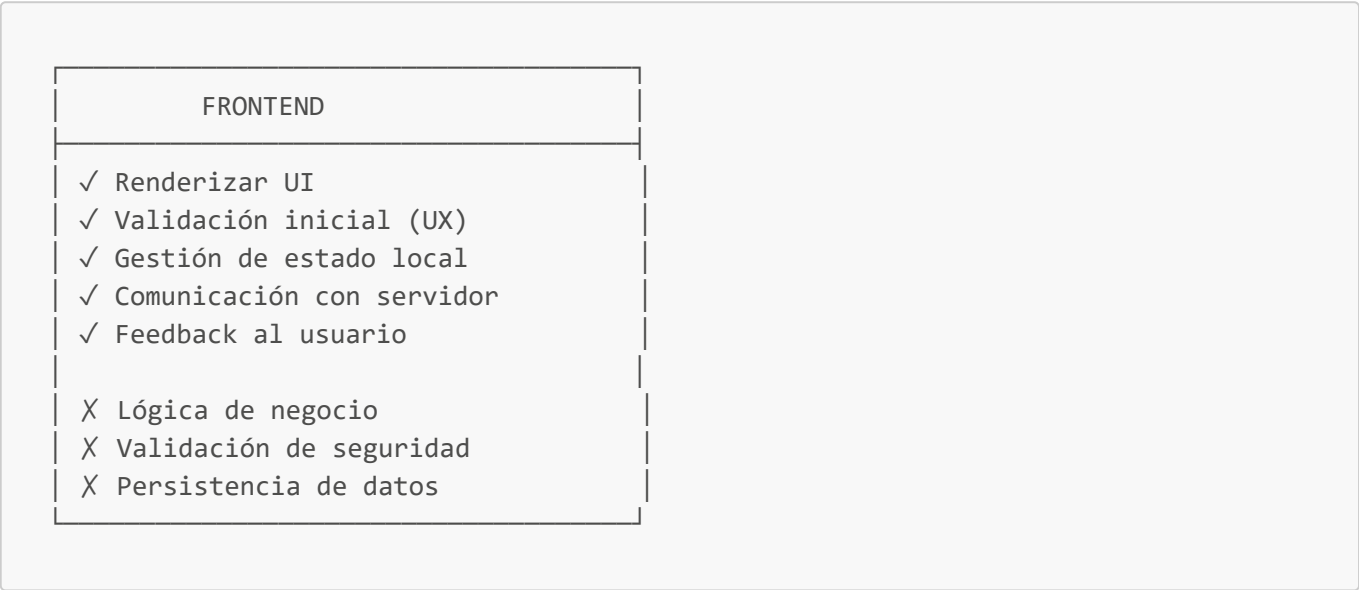 FRONTEND
✓ Renderizar UI
✓ Validación inicial (UX)
✓ Gestión de estado local
✓ Comunicación con servidor
✓ Feedback al usuario
✗ Lógica de negocio
✗ Validación de seguridad
✗ Persistencia de datos